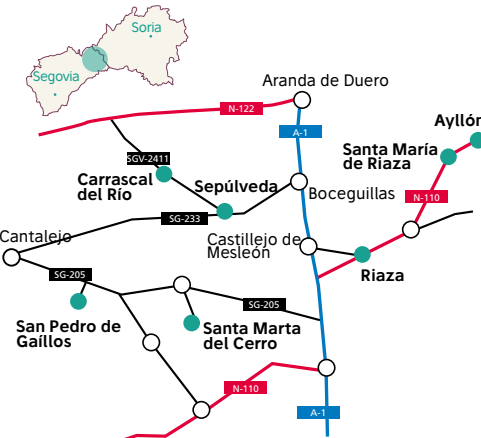 Soria
Segovia
Aranda de Duero
N-122
A-1
Ayllón
SGV-2411
Santa María
de Riaza
Carrascal
del Río
Sepúlveda
Boceguillas
N-110
SG-233
Cantalejo
Castillejo de
Mesleón
SG-205
Riaza
SG-205
San Pedro de
Gaíllos
Santa Marta
del Cerro
N-110
A-1